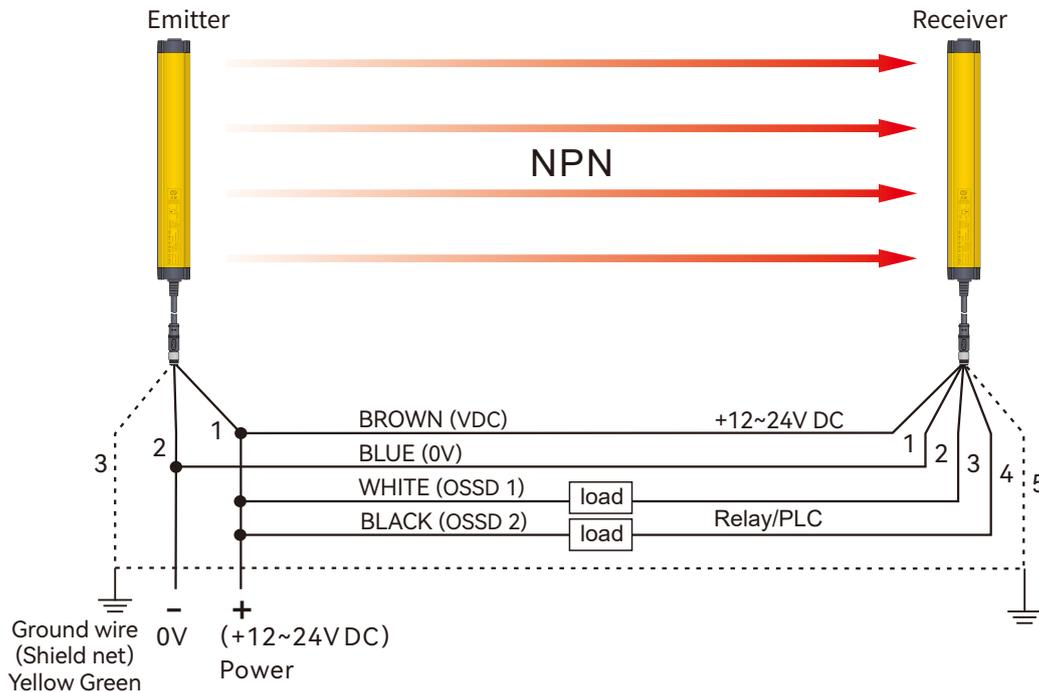 Emitter
Receiver
NPN
BROWN (VDC)
+12~24V DC
1
1
BLUE (0V)
2
2
3
WHITE (OSSD 1)
load
3
4
5
BLACK (OSSD 2)
load
Relay/PLC
-
+
Ground wire
(Shield net)
Yellow Green
0V
(+12~24V DC)
Power